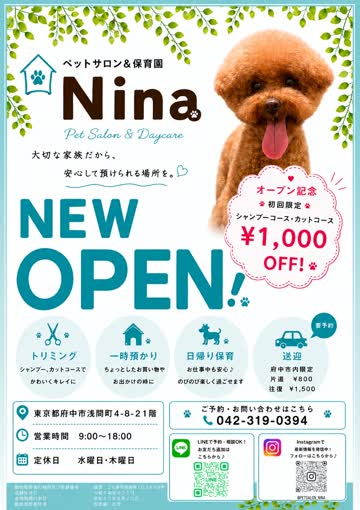 ペットサロン&保育園
Nina
Pet Salon & Daycare
大切な家族だから、
安心して預けられる場所を。
オープン記念
初回限定
シャンプーコース・カットコース
¥1,000
OFF!
NEW
OPEN!
トリミング
シャンプー、カットコースで
かわいくキレイに
一時預かり
ちょっとしたお買い物や
お出かけの時に
日帰り保育
お仕事中も安心♪
のびのび楽しく過ごせます
要予約
送迎
府中市内限定
片道 ¥800
往復 ¥1,500
東京都府中市浅間町4-8-21階
営業時間 9:00〜18:00
定休日 水曜日・木曜日
ご予約・お問い合わせはこちら
042-319-0394
LINEで予約・相談OK!
お友だち追加は
こちらから♪
LINE
Instagramで
最新情報を発信中!
フォローはこちらから♪
@PETSALON_NINA